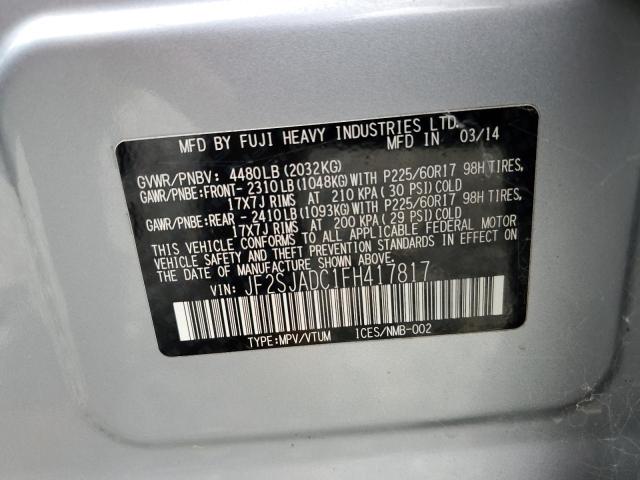 MFD BY FUJI HEAVY INDUSTRIES LTD.
MFD IN 03/14
GVWR/PNBV: 4480LB(2032KG)
GAWR/PNBE:FRONT- 2310LB(1048KG)WITH P225/60R17 98H TIRES,
17X7J RIMS AT 210 KPA(30 PSI)COLD
GAWR/PNBE:REAR -2410LB(1093KG)WITH P225/60R17 98H TIRES,
17X7J RIMS AT 200 KPA(29 PSI)COLD
THIS VEHICLE CONFORMS TO ALL APPLICABLE FEDERAL MOTOR
VEHICLE SAFETY AND THEFT PREVENTION STANDARDS IN EFFECT ON
THE DATE OF MANUFACTURE SHOWN ABOVE.
VIN: JF2SJADC1FH417817
TYPE:MPV/VTUM ICES/NMB-002